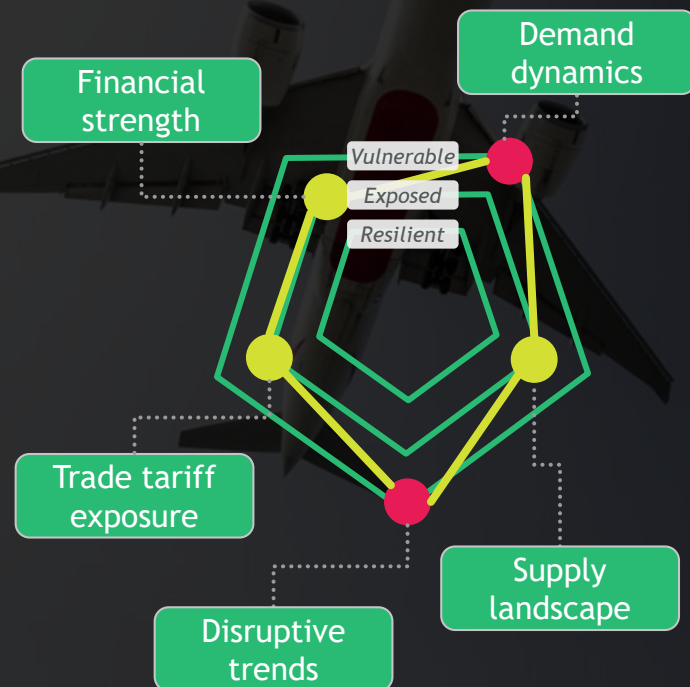 Demand
dynamics
Financial
strength
Vulnerable
Exposed
Resilient
Trade tariff
exposure
Supply
landscape
Disruptive
trends